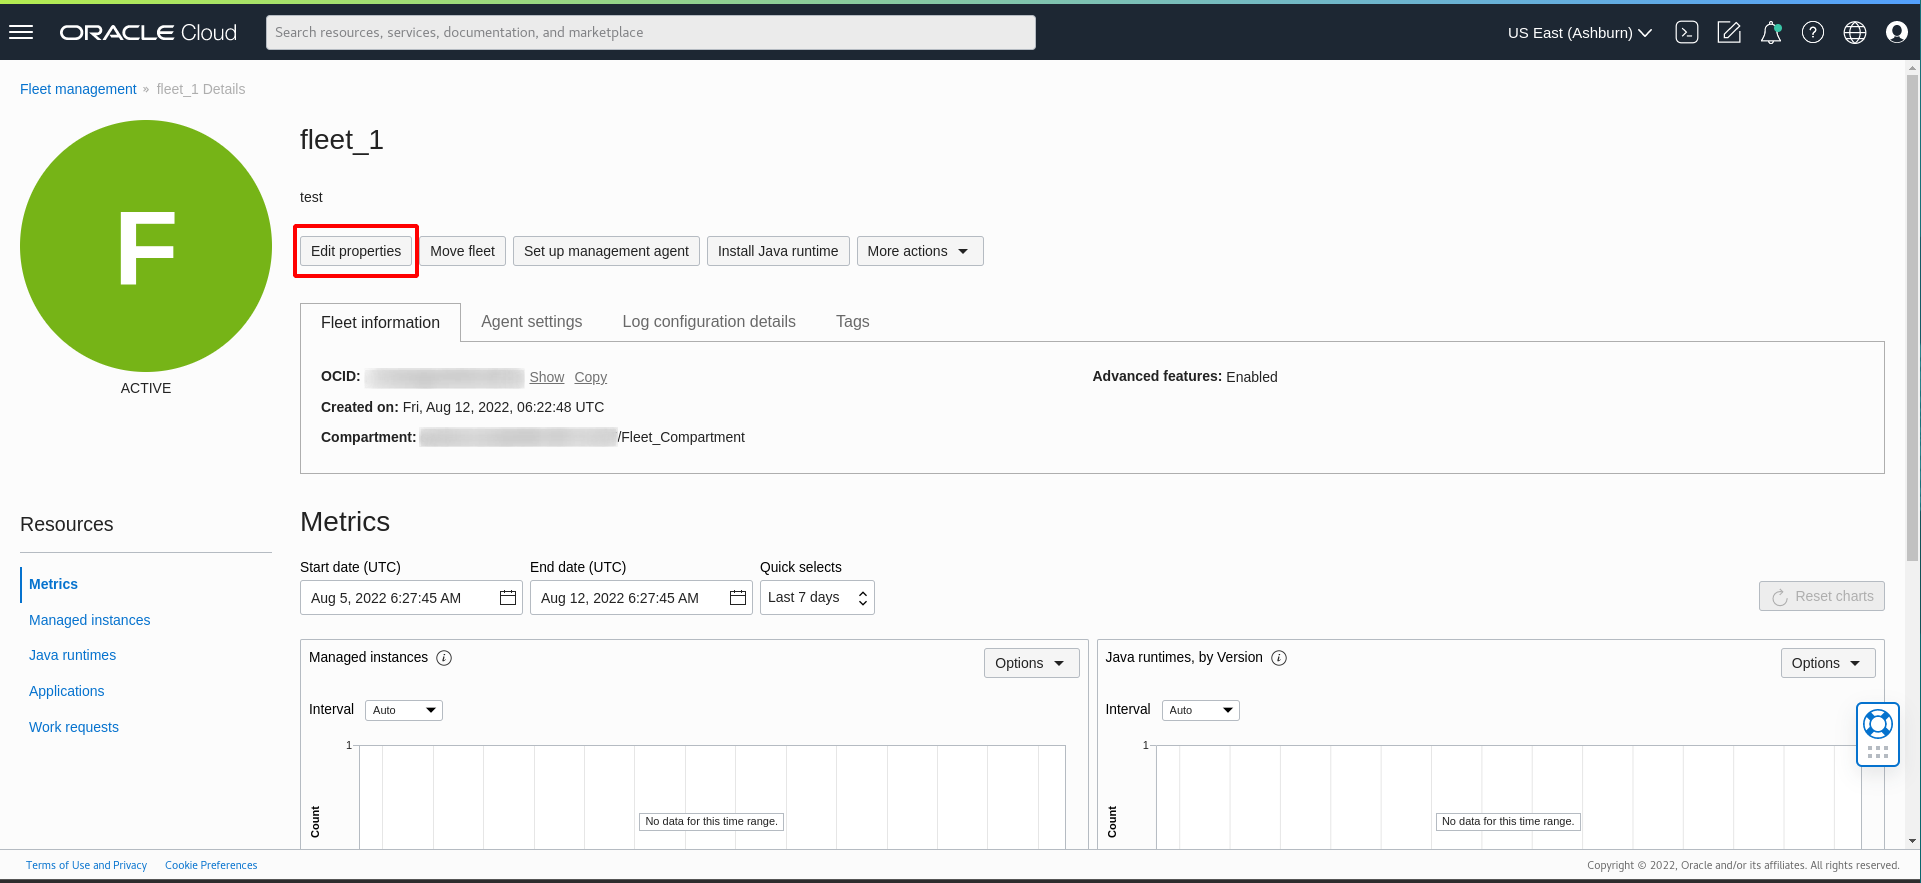 ORACLE Cloud
Search resources, services, documentation, and marketplace
US East (Ashburn)
Fleet management » fleet_1 Details
F
ACTIVE
fleet_1
test
Edit properties
Move fleet
Set up management agent
Install Java runtime
More actions
Fleet information
Agent settings
Log configuration details
Tags
OCID: Show Copy
Created on: Fri, Aug 12, 2022, 06:22:48 UTC
Compartment: /Fleet_Compartment
Advanced features: Enabled
Resources
Metrics
Managed instances
Java runtimes
Applications
Work requests
Metrics
Start date (UTC)
Aug 5, 2022 6:27:45 AM
End date (UTC)
Aug 12, 2022 6:27:45 AM
Quick selects
Last 7 days
Reset charts
Managed instances
Options
Interval Auto
1
Count
No data for this time range.
Java runtimes, by Version
Options
Interval Auto
1
Count
No data for this time range.
Terms of Use and Privacy
Cookie Preferences
Copyright © 2022, Oracle and/or its affiliates. All rights reserved.